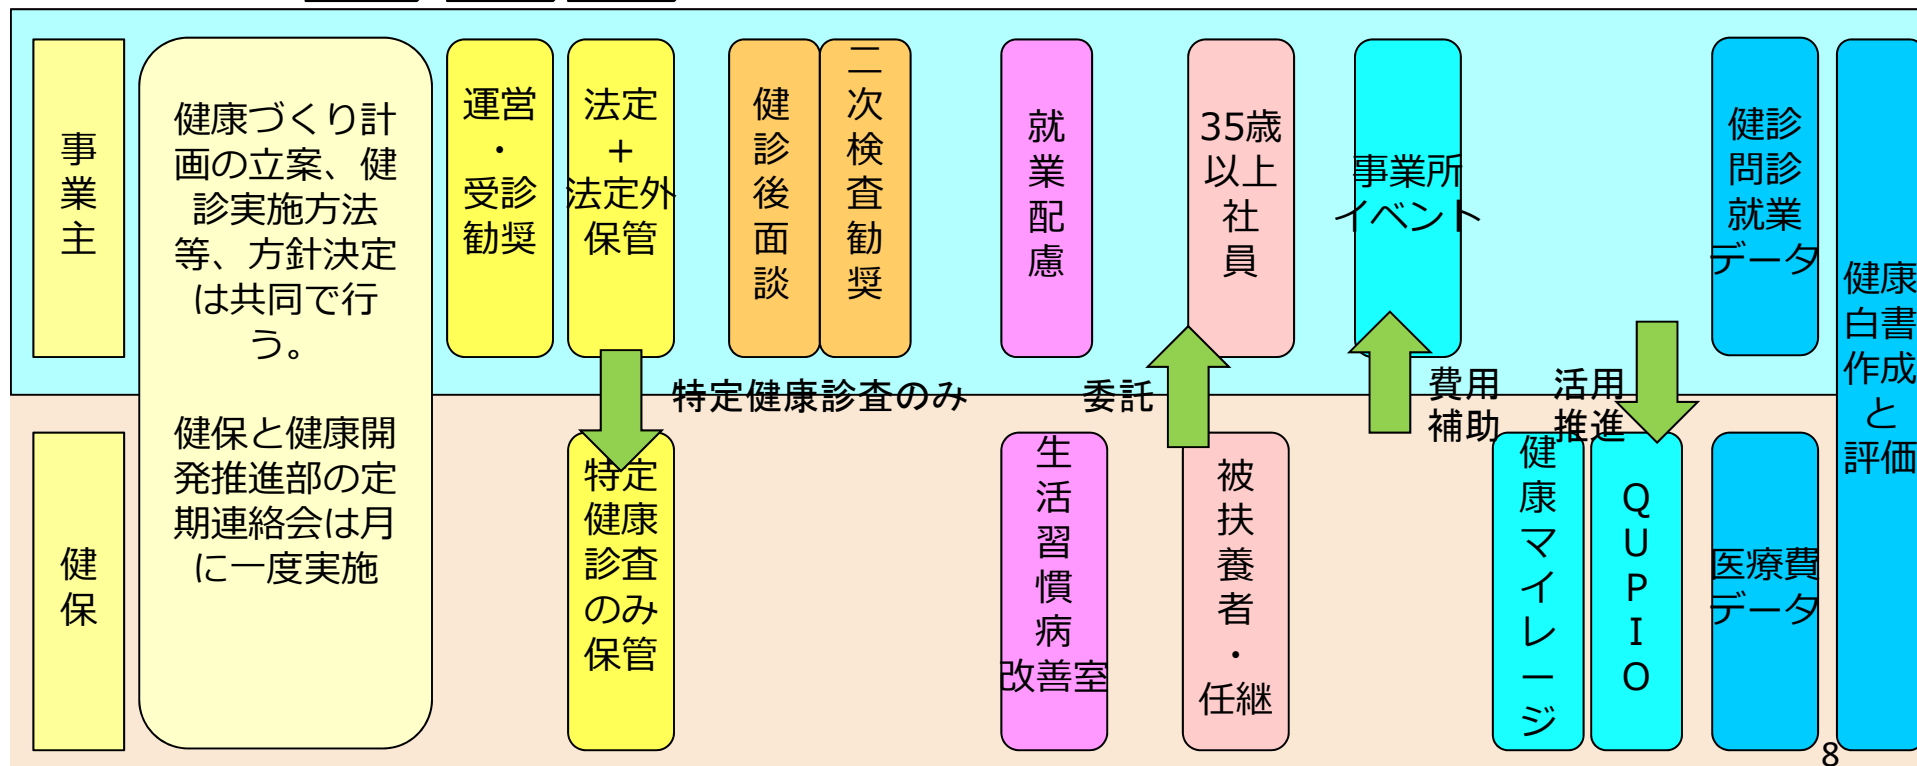 事業主
健康づくり計
画の立案、健
診実施方法
等、方針決定
は共同で行
う。
健保と健康開
発推進部の定
期連絡会は月
に一度実施
運営
・
受診
勧奨
法定
+
法定外
保管
健診後面談
二次検査勧奨
就業配慮
35歳
以上
社
員
事業所
イベント
健診
問診
就業
データ
健康
白書
作成
と
評価
特定健康診査のみ
委託
費用
補助
活用
推進
健保
特定
健康
診査
のみ
保管
生活習慣病
改善室
被扶養者・
任継
健康マイレージ
QUPIO
医療費
データ
8